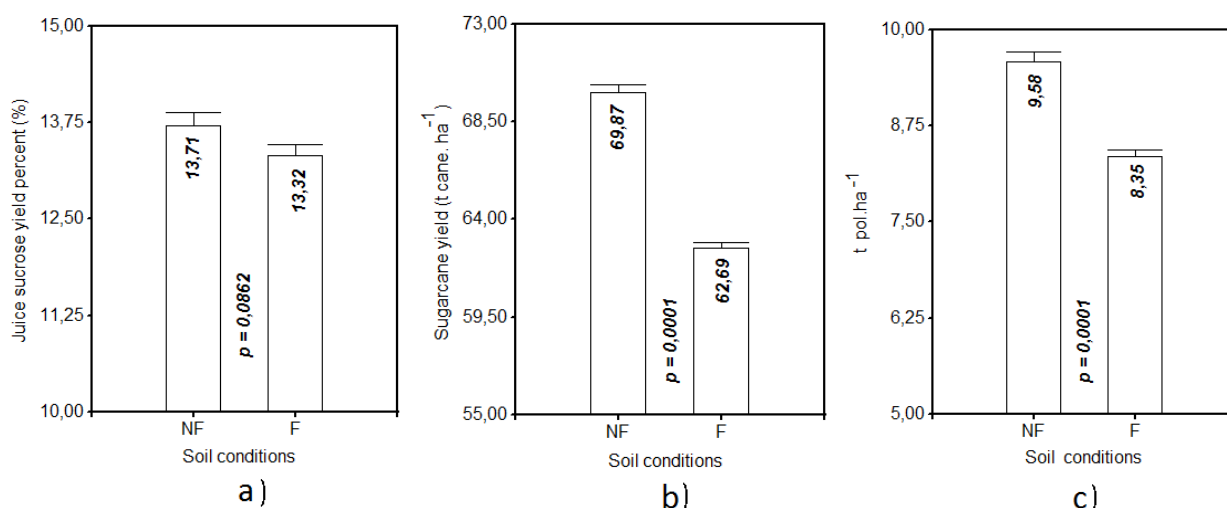 Juice sucrose yield percent (%)
15,00
13,75
12,50
11,25
10,00
13,71
13,32
p = 0,0862
NF
F
Soil conditions
a)
Sugarcane yield (t cane. ha⁻¹)
73,00
68,50
64,00
59,50
55,00
69,87
62,69
p = 0,0001
NF
F
Soil conditions
b)
t pol.ha⁻¹
10,00
8,75
7,50
6,25
5,00
9,58
8,35
p = 0,0001
NF
F
Soil conditions
c)